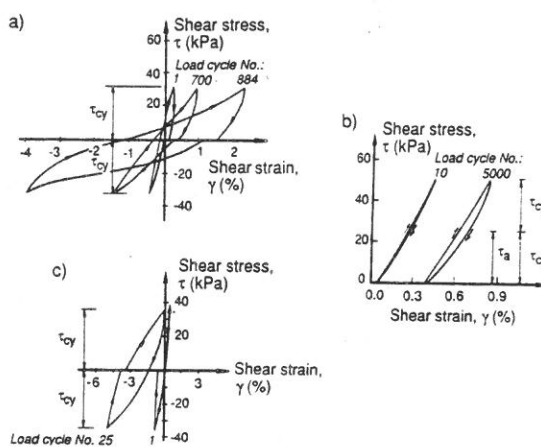 a)
Shear stress,
τ (kPa)
60
Load cycle No.:
1 700 884
40
20
τcy
τcy
-4 -3 -2 1 2
Shear strain,
γ (%)
-20
-40
b)
Shear stress,
τ (kPa)
60
Load cycle No.:
10 5000
40
20
0
τa
τc
τc
0.0 0.3 0.6 0.9
Shear strain, γ (%)
c)
Shear stress,
τ (kPa)
40
20
τcy
τcy
-6 -3 3
Shear strain,
γ (%)
-20
-40
Load cycle No. 25 1